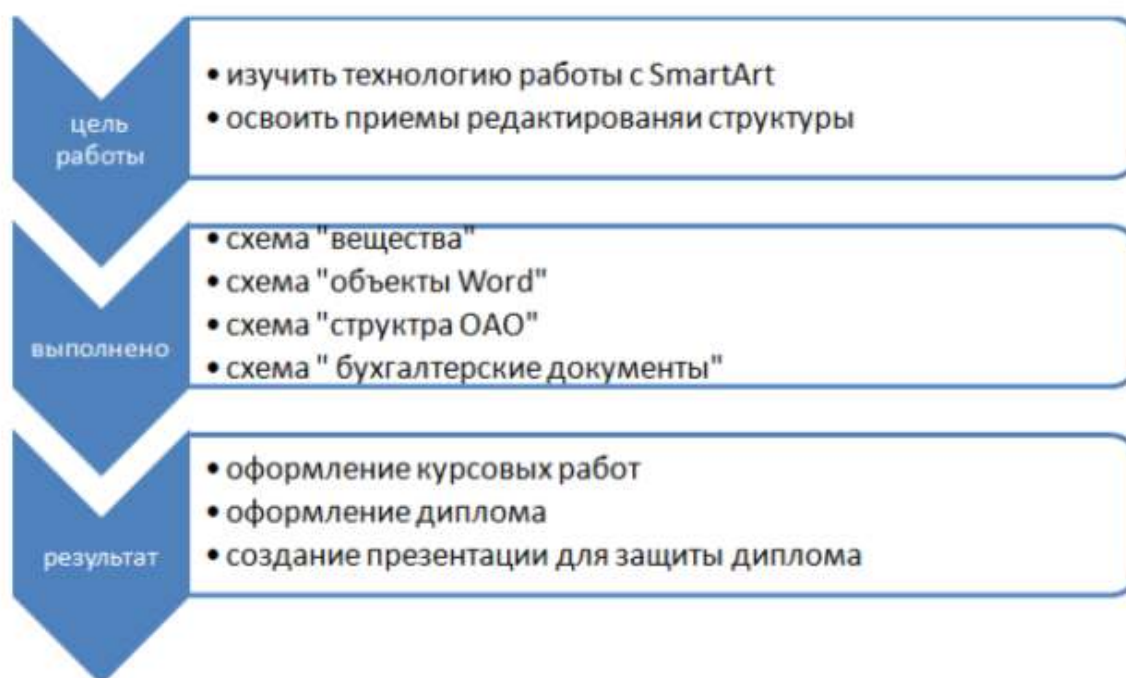 цель
работы
• изучить технологию работы с SmartArt
• освоить приемы редактированяи структуры
выполнено
• схема "вещества"
• схема "объекты Word"
• схема "структра ОАО"
• схема " бухгалтерские документы"
результат
• оформление курсовых работ
• оформление диплома
• создание презентации для защиты диплома